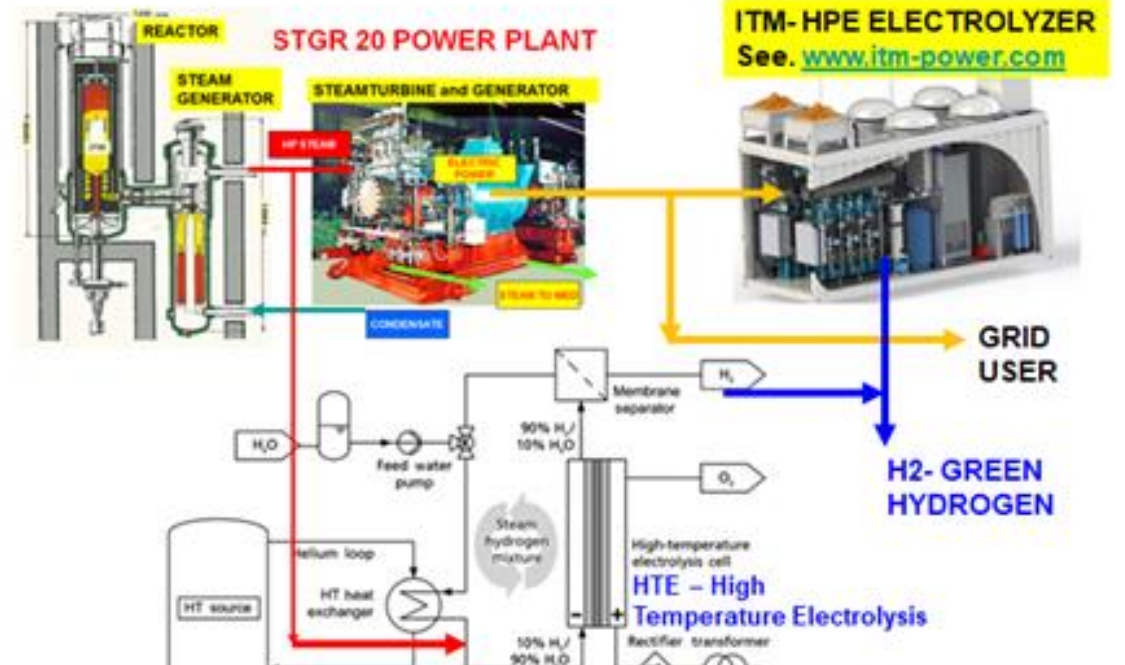 REACTOR
STGR 20 POWER PLANT
ITM- HPE ELECTROLYZER
See. www.itm-power.com
STEAM
GENERATOR
STEAMTURBINE and GENERATOR
HP STEAM
ELECTRIC
POWER
STEAM TO MED
CONDENSATE
GRID
USER
H₂
Membrane
separator
90% H₂/
10% H₂O
H₂O
Feed water
pump
O₂
H2- GREEN
HYDROGEN
Steam
hydrogen
mixture
High-temperature
electrolysis cell
Helium loop
HTE – High
Temperature Electrolysis
HT heat
exchanger
HT source
- +
Rectifier transformer
10% H₂/
90% H₂O